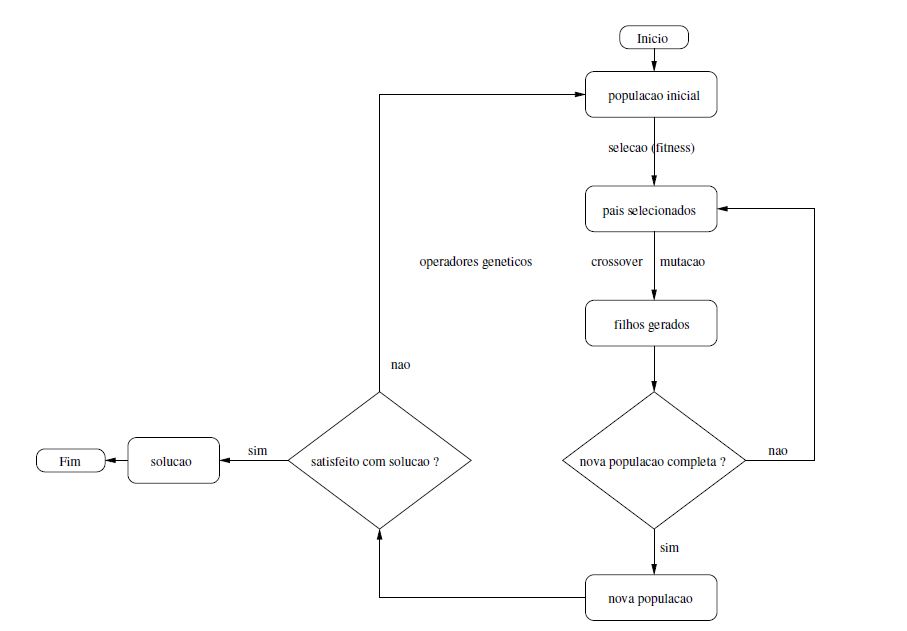 Inicio
populacao inicial
selecao (fitness)
pais selecionados
operadores geneticos
crossover
mutacao
filhos gerados
nao
nova populacao completa ?
nao
sim
nova populacao
satisfeito com solucao ?
sim
solucao
Fim